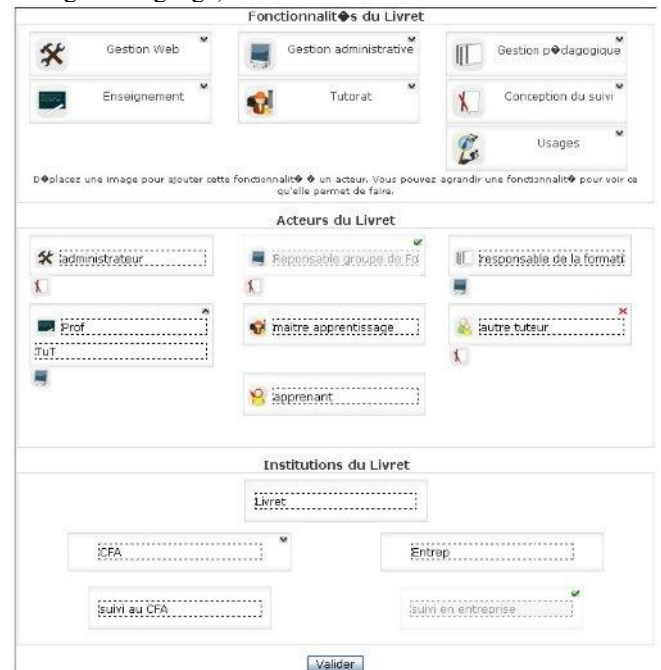 Fonctionnalit�s du Livret
Gestion Web
Gestion administrative
Gestion p�dagogique
Enseignement
Tutorat
Conception du suivi
Usages
D�placez une image pour ajouter cette fonctionnalit� � un acteur. Vous pouvez agrandir une fonctionnalit� pour voir ce
qu'elle permet de faire.
Acteurs du Livret
administrateur
Reponsable groupe de Fo
responsable de la formati
Prof
maitre apprentissage
autre tuteur
TuT
apprenant
Institutions du Livret
Livret
CFA
Entrep
suivi au CFA
suivi en entreprise
Valider